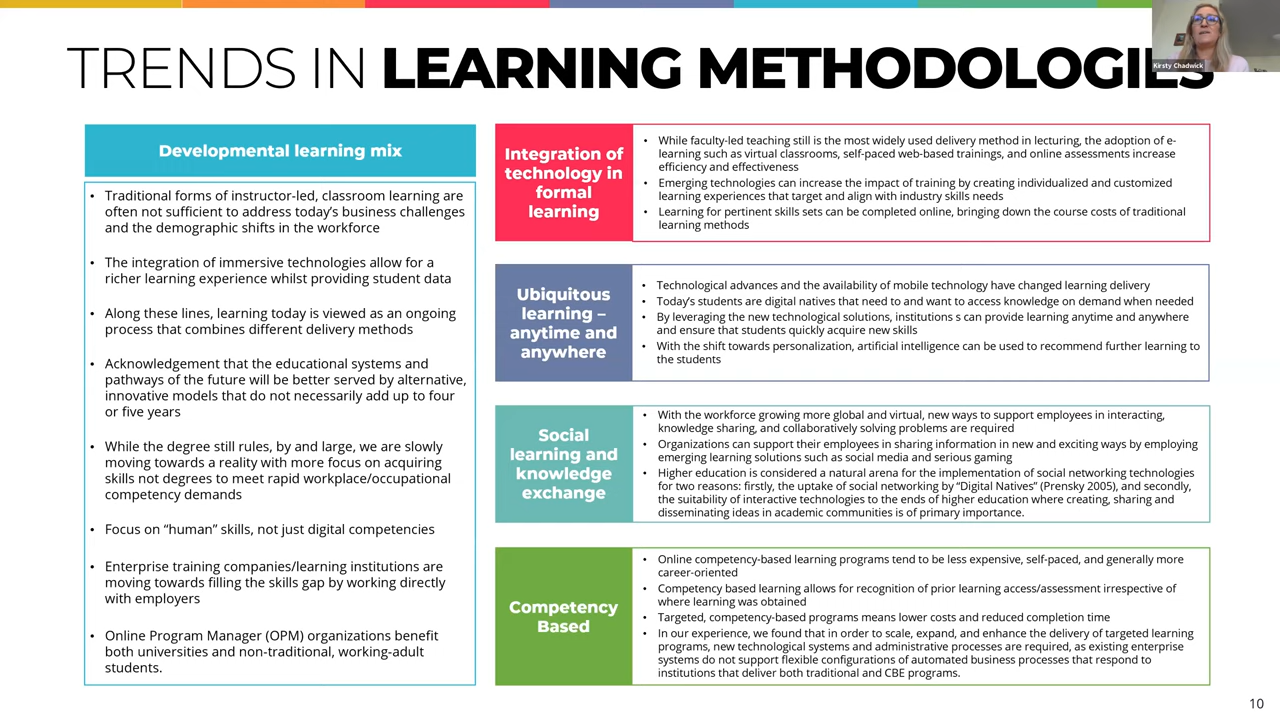 TRENDS IN LEARNING METHODOLOGIES
Kirsty Chadwick
Developmental learning mix
• Traditional forms of instructor-led, classroom learning are
often not sufficient to address today's business challenges
and the demographic shifts in the workforce
• The integration of immersive technologies allow for a
richer learning experience whilst providing student data
• Along these lines, learning today is viewed as an ongoing
process that combines different delivery methods
• Acknowledgement that the educational systems and
pathways of the future will be better served by alternative,
innovative models that do not necessarily add up to four
or five years
• While the degree still rules, by and large, we are slowly
moving towards a reality with more focus on acquiring
skills not degrees to meet rapid workplace/occupational
competency demands
• Focus on “human” skills, not just digital competencies
• Enterprise training companies/learning institutions are
moving towards filling the skills gap by working directly
with employers
• Online Program Manager (OPM) organizations benefit
both universities and non-traditional, working-adult
students.
Integration of
technology in
formal
learning
• While faculty-led teaching still is the most widely used delivery method in lecturing, the adoption of e-
learning such as virtual classrooms, self-paced web-based trainings, and online assessments increase
efficiency and effectiveness
• Emerging technologies can increase the impact of training by creating individualized and customized
learning experiences that target and align with industry skills needs
• Learning for pertinent skills sets can be completed online, bringing down the course costs of traditional
learning methods
Ubiquitous
learning –
anytime and
anywhere
• Technological advances and the availability of mobile technology have changed learning delivery
• Today's students are digital natives that need to and want to access knowledge on demand when needed
• By leveraging the new technological solutions, institutions s can provide learning anytime and anywhere
and ensure that students quickly acquire new skills
• With the shift towards personalization, artificial intelligence can be used to recommend further learning to
the students
Social
learning and
knowledge
exchange
• With the workforce growing more global and virtual, new ways to support employees in interacting,
knowledge sharing, and collaboratively solving problems are required
• Organizations can support their employees in sharing information in new and exciting ways by employing
emerging learning solutions such as social media and serious gaming
• Higher education is considered a natural arena for the implementation of social networking technologies
for two reasons: firstly, the uptake of social networking by “Digital Natives” (Prensky 2005), and secondly,
the suitability of interactive technologies to the ends of higher education where creating, sharing and
disseminating ideas in academic communities is of primary importance.
Competency
Based
• Online competency-based learning programs tend to be less expensive, self-paced, and generally more
career-oriented
• Competency based learning allows for recognition of prior learning access/assessment irrespective of
where learning was obtained
• Targeted, competency-based programs means lower costs and reduced completion time
• In our experience, we found that in order to scale, expand, and enhance the delivery of targeted learning
programs, new technological systems and administrative processes are required, as existing enterprise
systems do not support flexible configurations of automated business processes that respond to
institutions that deliver both traditional and CBE programs.
10